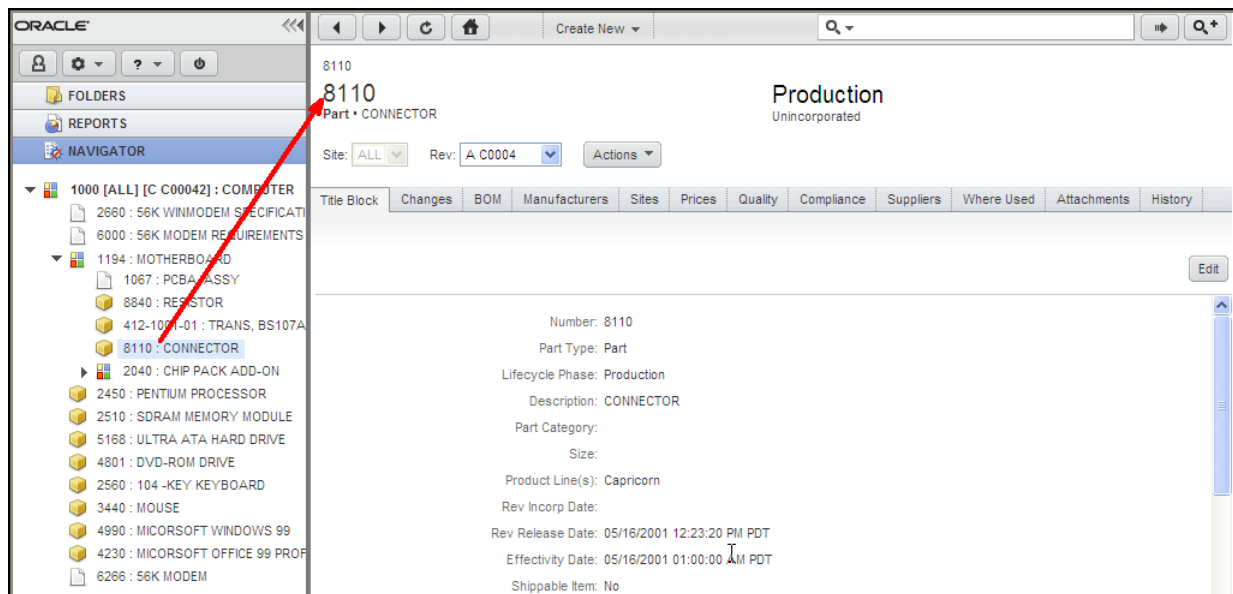 ORACLE
Create New
?
FOLDERS
REPORTS
NAVIGATOR
1000 [ALL] [C C00042] : COMPUTER
2660 : 56K WINMODEM SPECIFICATI
6000 : 56K MODEM REQUIREMENTS
1194 : MOTHERBOARD
1067 : PCBA, ASSY
8840 : RESISTOR
412-1001-01 : TRANS, BS107A
8110 : CONNECTOR
2040 : CHIP PACK ADD-ON
2450 : PENTIUM PROCESSOR
2510 : SDRAM MEMORY MODULE
5168 : ULTRA ATA HARD DRIVE
4801 : DVD-ROM DRIVE
2560 : 104 -KEY KEYBOARD
3440 : MOUSE
4990 : MICORSOFT WINDOWS 99
4230 : MICORSOFT OFFICE 99 PROF
6266 : 56K MODEM
8110
8110
Part • CONNECTOR
Production
Unincorporated
Site: ALL Rev: A C0004 Actions
Title Block Changes BOM Manufacturers Sites Prices Quality Compliance Suppliers Where Used Attachments History
Edit
Number: 8110
Part Type: Part
Lifecycle Phase: Production
Description: CONNECTOR
Part Category:
Size:
Product Line(s): Capricorn
Rev Incorp Date:
Rev Release Date: 05/16/2001 12:23:20 PM PDT
Effectivity Date: 05/16/2001 01:00:00 AM PDT
Shippable Item: No